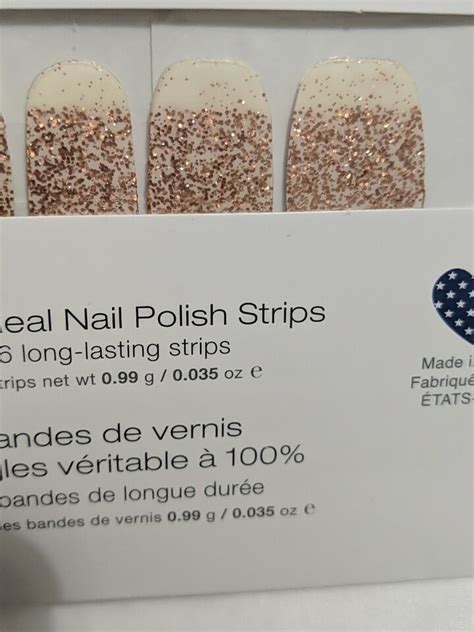 eal Nail Polish Strips
6 long-lasting strips
trips net wt 0.99 g / 0.035 oz ℮
andes de vernis
gles véritable à 100%
bandes de longue durée
es bandes de vernis 0.99 g / 0.035 oz ℮
Made i
Fabriqué
ÉTATS-